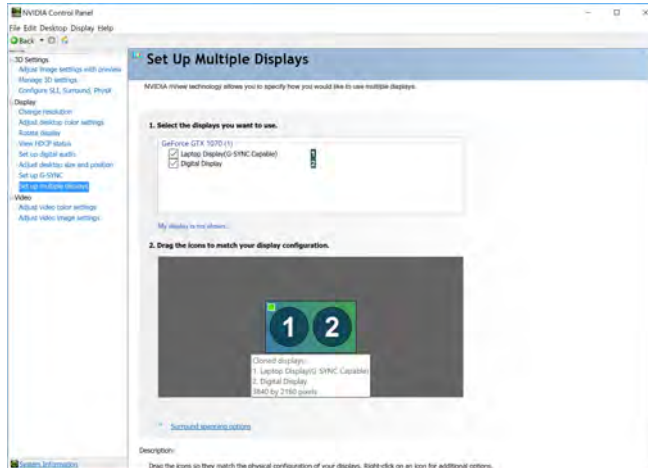 NVIDIA Control Panel
File Edit Desktop Display Help
Back
3D Settings
Adjust image settings with preview
Manage 3D settings
Configure SLI, Surround, PhysX
Display
Change resolution
Adjust desktop color settings
Rotate display
View HDCP status
Set up digital audio
Adjust desktop size and position
Set up G-SYNC
Set up multiple displays
Video
Adjust video color settings
Adjust video image settings
System Information
Set Up Multiple Displays
NVIDIA nView technology allows you to specify how you would like to use multiple displays.
1. Select the displays you want to use.
GeForce GTX 1070 (1)
Laptop Display(G-SYNC Capable) 1
Digital Display 2
My display is not shown...
2. Drag the icons to match your display configuration.
1 2
Cloned displays:
1. Laptop Display(G-SYNC Capable)
2. Digital Display
3840 by 2160 pixels
Surround spanning options
Description:
Drag the icons so they match the physical configuration of your displays. Right-click on an icon for additional options.